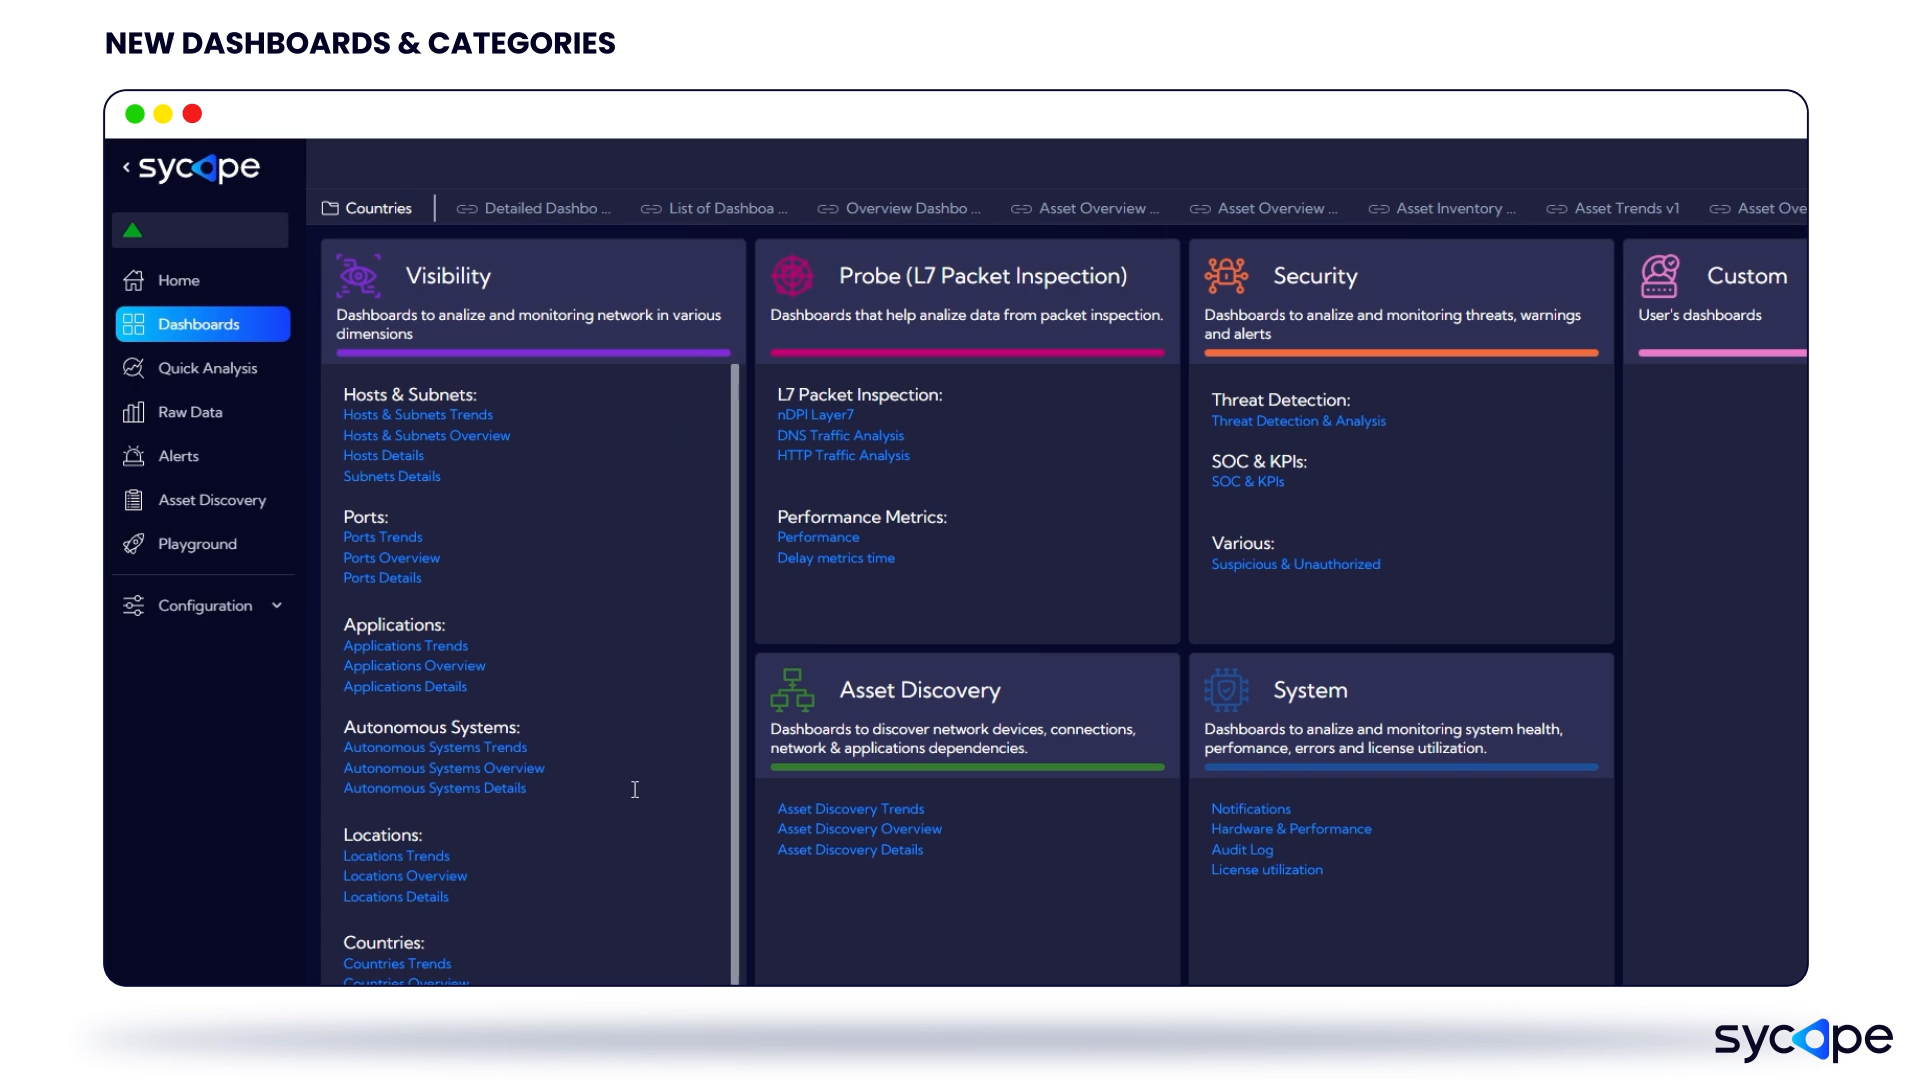 NEW DASHBOARDS & CATEGORIES
sycope
Countries
Detailed Dashbo ...
List of Dashboa ...
Overview Dashbo ...
Asset Overview ...
Asset Overview ...
Asset Inventory ...
Asset Trends v1
Asset Ove
Home
Dashboards
Quick Analysis
Raw Data
Alerts
Asset Discovery
Playground
Configuration
Visibility
Dashboards to analize and monitoring network in various
dimensions
Hosts & Subnets:
Hosts & Subnets Trends
Hosts & Subnets Overview
Hosts Details
Subnets Details
Ports:
Ports Trends
Ports Overview
Ports Details
Applications:
Applications Trends
Applications Overview
Applications Details
Autonomous Systems:
Autonomous Systems Trends
Autonomous Systems Overview
Autonomous Systems Details
Locations:
Locations Trends
Locations Overview
Locations Details
Countries:
Countries Trends
Countries Overview
Probe (L7 Packet Inspection)
Dashboards that help analize data from packet inspection.
L7 Packet Inspection:
nDPI Layer7
DNS Traffic Analysis
HTTP Traffic Analysis
Performance Metrics:
Performance
Delay metrics time
Security
Dashboards to analize and monitoring threats, warnings
and alerts
Threat Detection:
Threat Detection & Analysis
SOC & KPIs:
SOC & KPIs
Various:
Suspicious & Unauthorized
Custom
User's dashboards
Asset Discovery
Dashboards to discover network devices, connections,
network & applications dependencies.
Asset Discovery Trends
Asset Discovery Overview
Asset Discovery Details
System
Dashboards to analize and monitoring system health,
perfomance, errors and license utilization.
Notifications
Hardware & Performance
Audit Log
License utilization
sycope